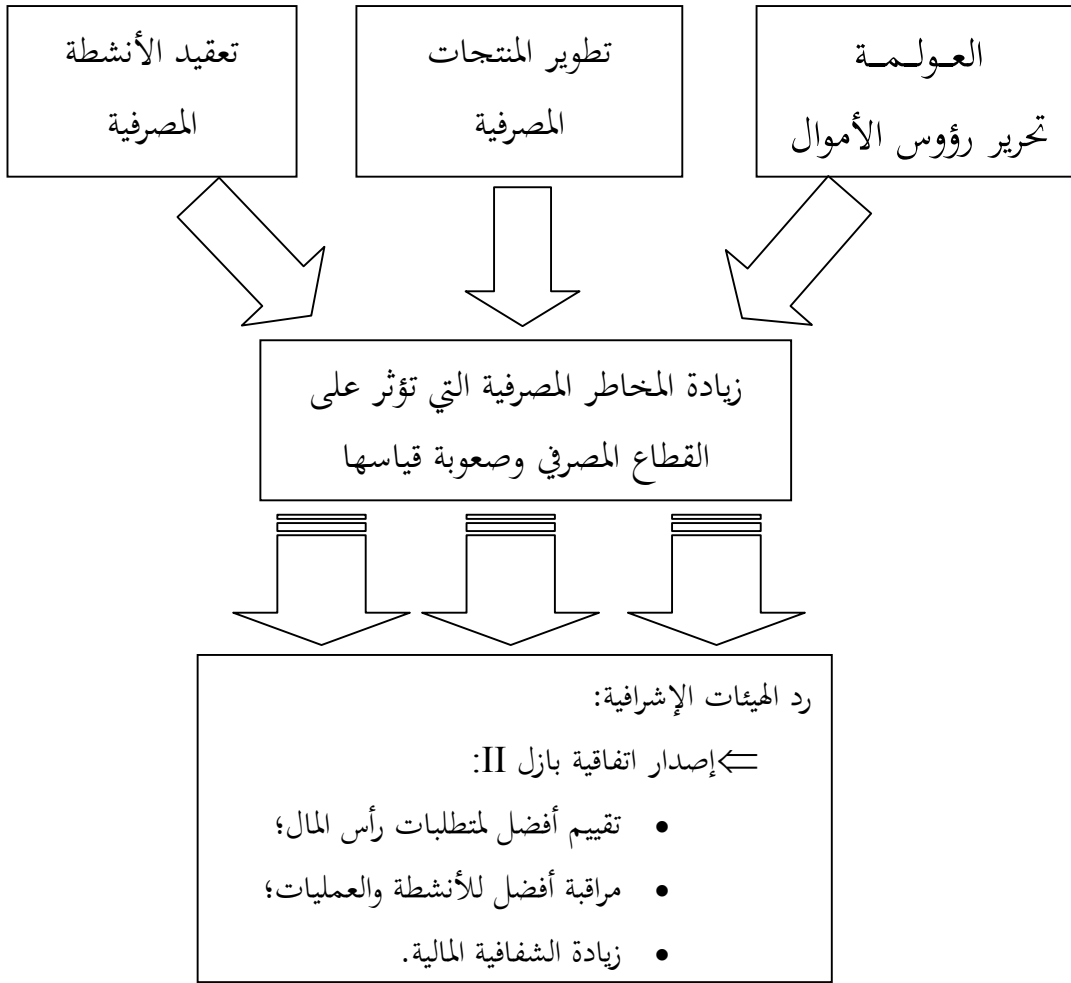 العولمة
تحرير رؤوس الأموال
تطوير المنتجات
المصرفية
تعقيد الأنشطة
المصرفية
زيادة المخاطر المصرفية التي تؤثر على
القطاع المصرفي وصعوبة قياسها
رد الهيئات الإشرافية:
⇐إصدار اتفاقية بازل II:
• تقييم أفضل لمتطلبات رأس المال؛
• مراقبة أفضل للأنشطة والعمليات؛
• زيادة الشفافية المالية.